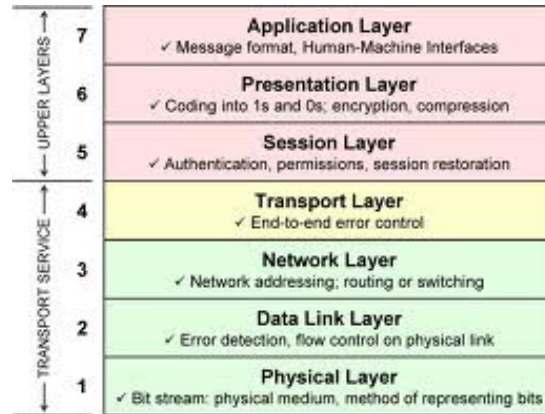 UPPER LAYERS
7
Application Layer
✓ Message format, Human-Machine Interfaces
6
Presentation Layer
✓ Coding into 1s and 0s; encryption, compression
5
Session Layer
✓ Authentication, permissions, session restoration
TRANSPORT SERVICE
4
Transport Layer
✓ End-to-end error control
3
Network Layer
✓ Network addressing; routing or switching
2
Data Link Layer
✓ Error detection, flow control on physical link
1
Physical Layer
✓ Bit stream: physical medium, method of representing bits